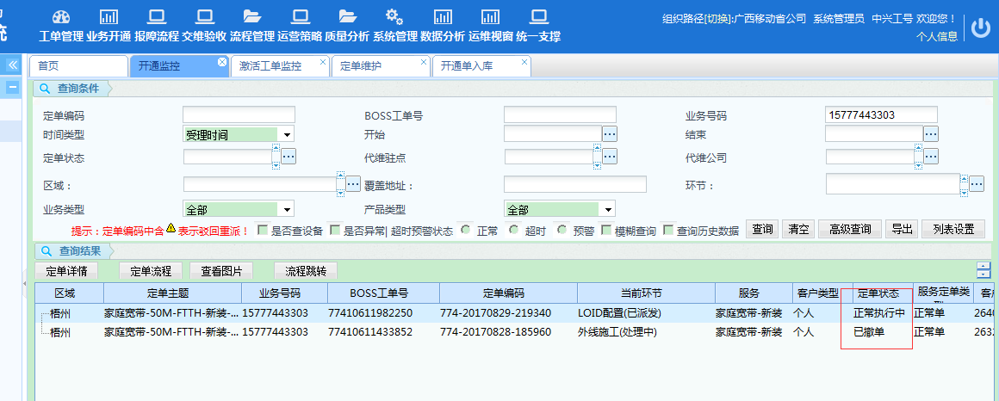 统
组织路径[切换]:广西移动省公司 系统管理员 中兴工号 欢迎您！
个人信息
工单管理 业务开通 报障流程 交维验收 流程管理 运营策略 质量分析 系统管理 数据分析 运维视窗 统一支撑
首页 开通监控 激活工单监控 定单维护 开通单入库
查询条件
定单编码 BOSS工单号 业务号码 15777443303
时间类型 受理时间 开始 结束
定单状态 代维驻点 代维公司
区域： 覆盖地址： 环节：
业务类型 全部 产品类型 全部
提示：定单编码中含 表示驳回重派！ 是否查设备 是否异常| 超时预警状态 正常 超时 预警 模糊查询 查询历史数据 查询 清空 高级查询 导出 列表设置
查询结果
定单详情 定单流程 查看图片 流程跳转
区域 定单主题 业务号码 BOSS工单号 定单编码 当前环节 服务 客户类型 定单状态 服务定单类
梧州 家庭宽带-50M-FTTH-新装-... 15777443303 77410611982250 774-20170829-219340 LOID配置(已派发) 家庭宽带-新装 个人 正常执行中 正常单 2640
梧州 家庭宽带-50M-FTTH-新装-... 15777443303 77410611433852 774-20170828-185960 外线施工(处理中) 家庭宽带-新装 个人 已撤单 正常单 2632